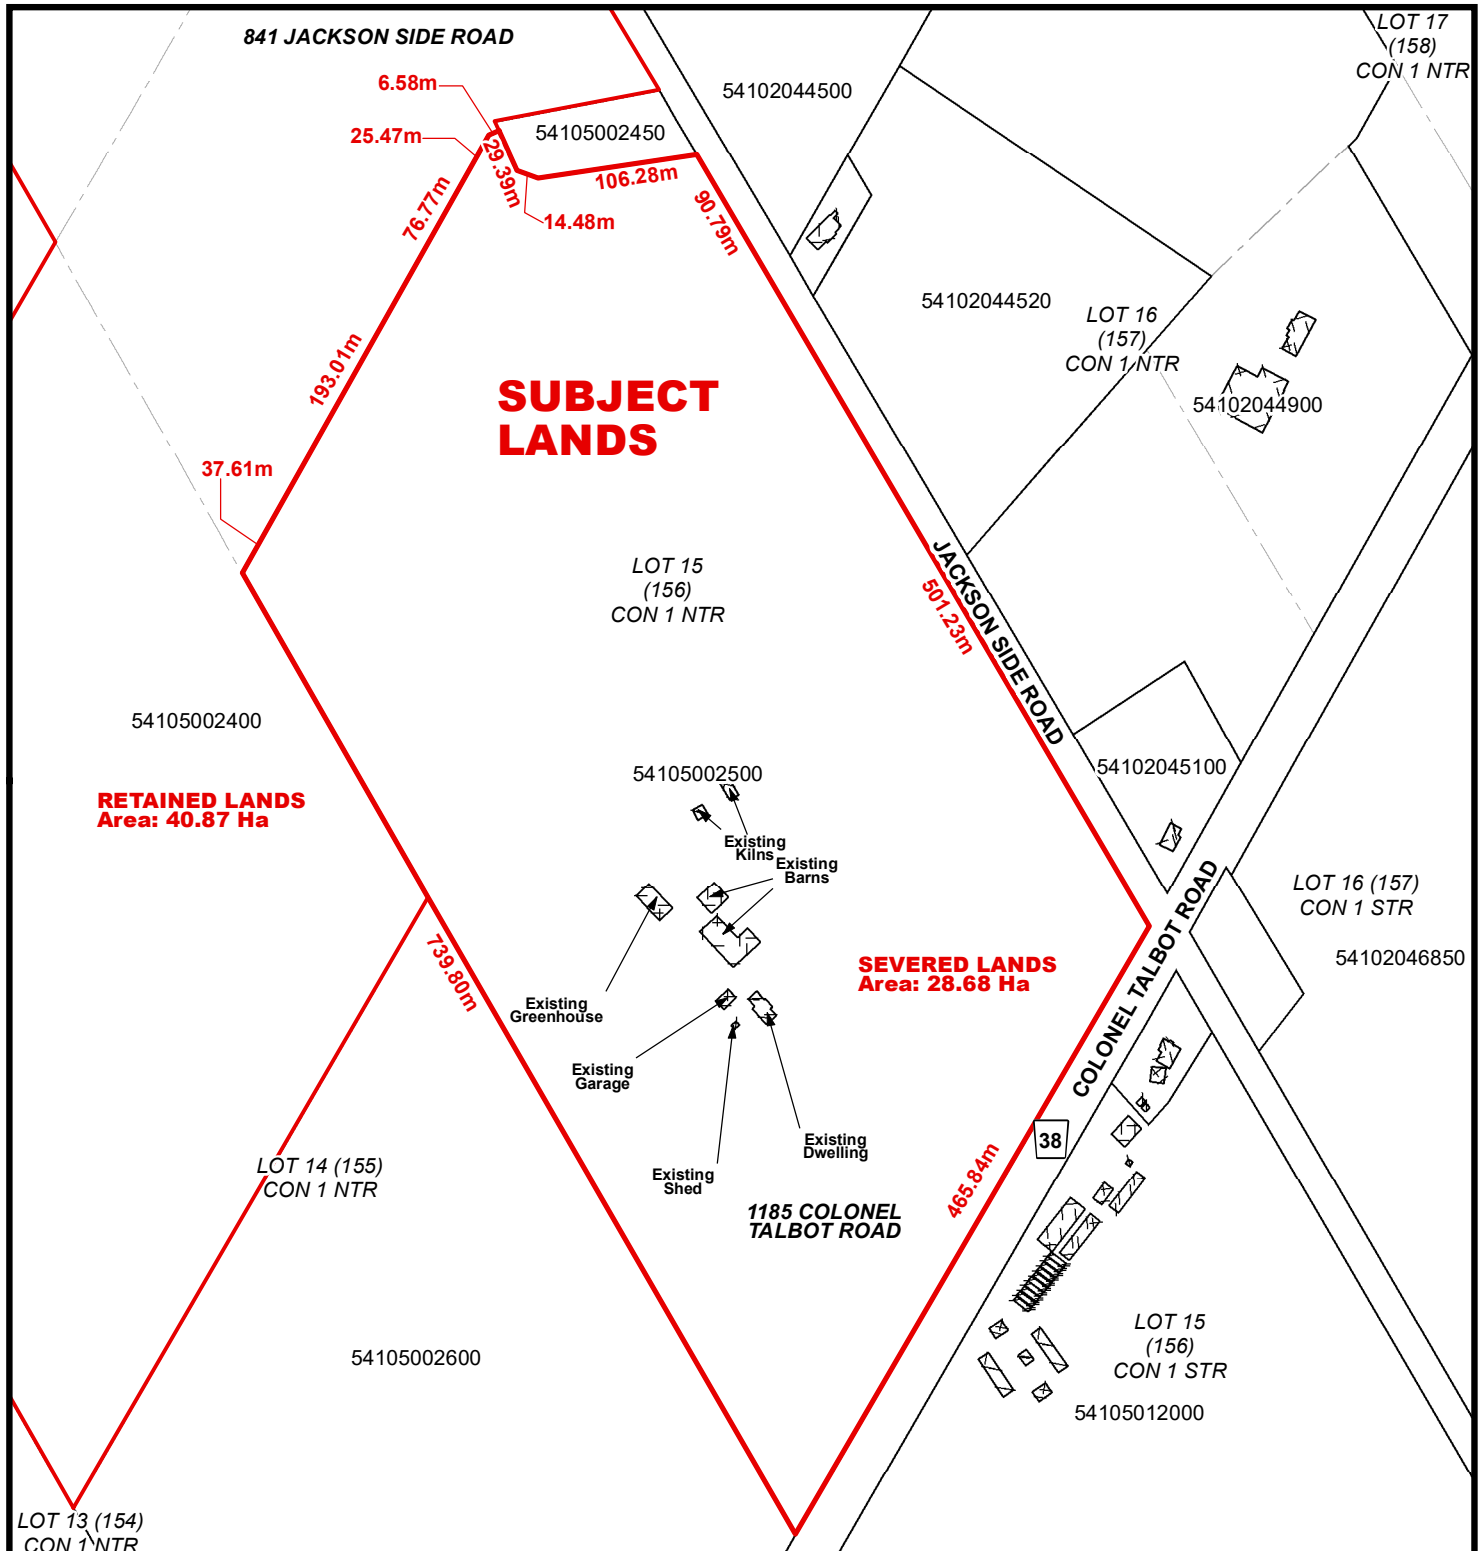 841 JACKSON SIDE ROAD
LOT 17
(158)
CON 1 NTR
6.58m
54102044500
25.47m
54105002450
29.39m
106.28m
76.77m
14.48m
90.79m
54102044520
LOT 16
(157)
CON 1 NTR
193.01m
SUBJECT
LANDS
54102044900
37.61m
JACKSON SIDE ROAD
501.23m
LOT 15
(156)
CON 1 NTR
54105002400
54105002500
54102045100
RETAINED LANDS
Area: 40.87 Ha
Existing
Kilns
Existing
Barns
LOT 16 (157)
CON 1 STR
COLONEL TALBOT ROAD
739.80m
SEVERED LANDS
Area: 28.68 Ha
54102046850
Existing
Greenhouse
Existing
Garage
Existing
Dwelling
38
Existing
Shed
465.84m
LOT 14 (155)
CON 1 NTR
1185 COLONEL
TALBOT ROAD
LOT 15
(156)
CON 1 STR
54105002600
54105012000
LOT 13 (154)
CON 1 NTR